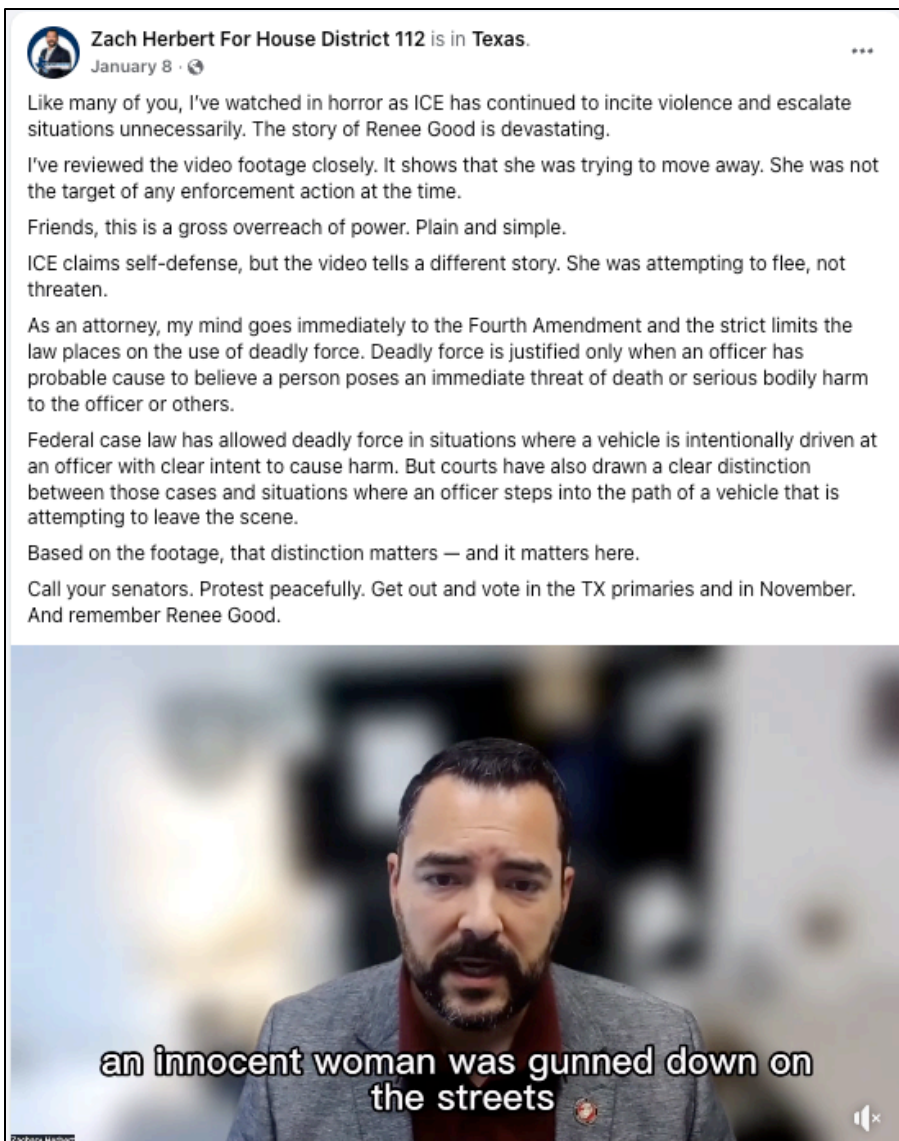 Zach Herbert For House District 112 is in Texas.
January 8 ·
Like many of you, I've watched in horror as ICE has continued to incite violence and escalate
situations unnecessarily. The story of Renee Good is devastating.
I've reviewed the video footage closely. It shows that she was trying to move away. She was not
the target of any enforcement action at the time.
Friends, this is a gross overreach of power. Plain and simple.
ICE claims self-defense, but the video tells a different story. She was attempting to flee, not
threaten.
As an attorney, my mind goes immediately to the Fourth Amendment and the strict limits the
law places on the use of deadly force. Deadly force is justified only when an officer has
probable cause to believe a person poses an immediate threat of death or serious bodily harm
to the officer or others.
Federal case law has allowed deadly force in situations where a vehicle is intentionally driven at
an officer with clear intent to cause harm. But courts have also drawn a clear distinction
between those cases and situations where an officer steps into the path of a vehicle that is
attempting to leave the scene.
Based on the footage, that distinction matters — and it matters here.
Call your senators. Protest peacefully. Get out and vote in the TX primaries and in November.
And remember Renee Good.
an innocent woman was gunned down on
the streets
Zachary Herbert